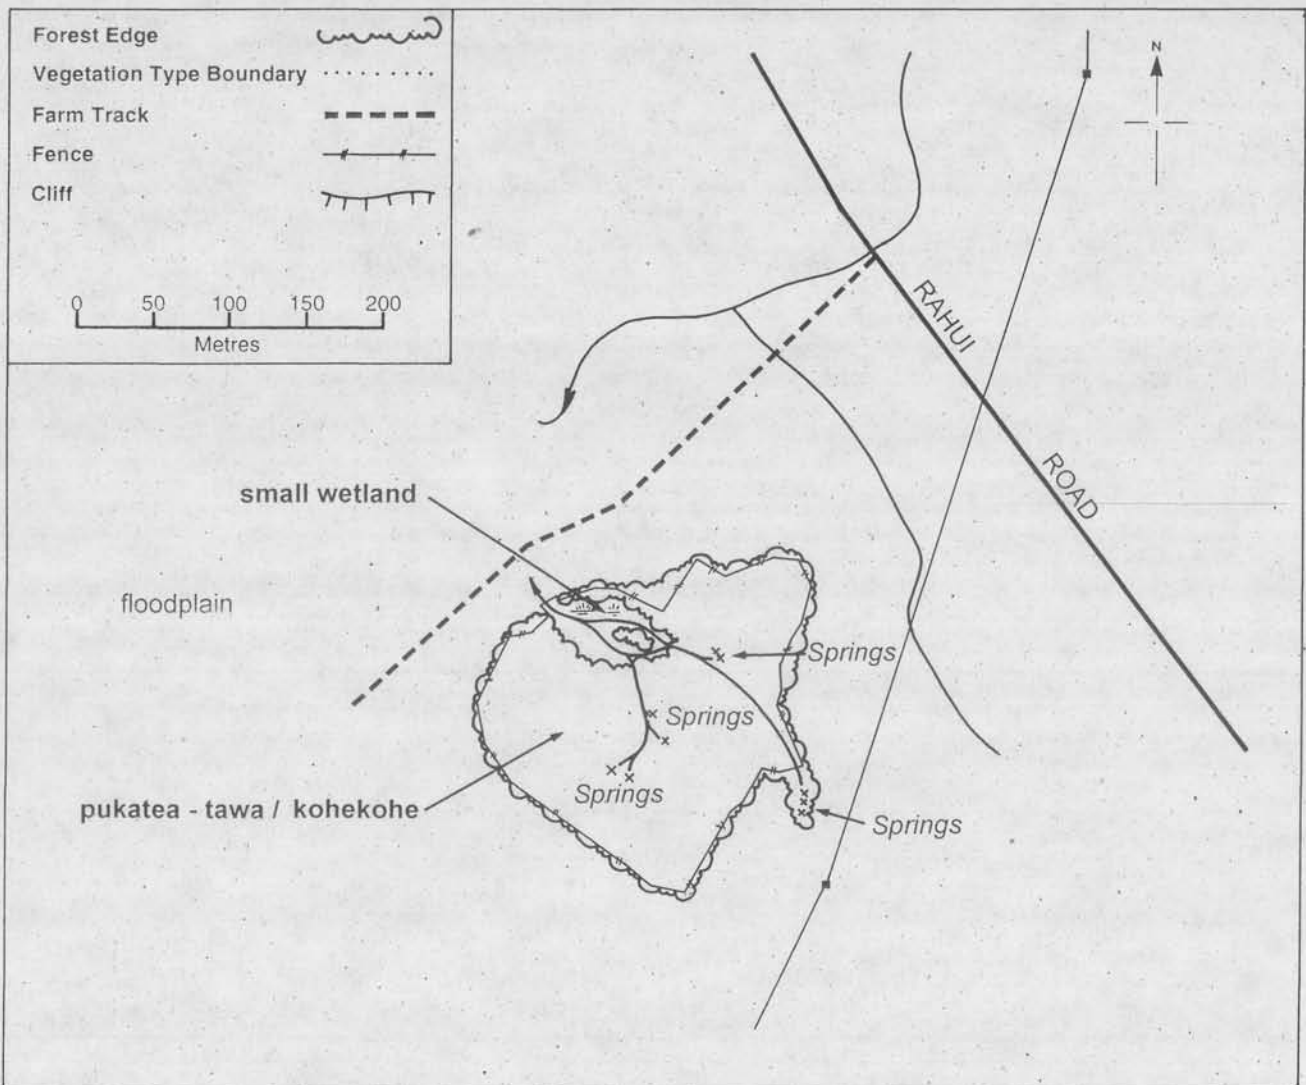 Forest Edge
Vegetation Type Boundary
Farm Track
Fence
Cliff
0 50 100 150 200
Metres
N
RAHUI
ROAD
small wetland
floodplain
Springs
Springs
Springs
pukatea - tawa / kohekohe
Springs